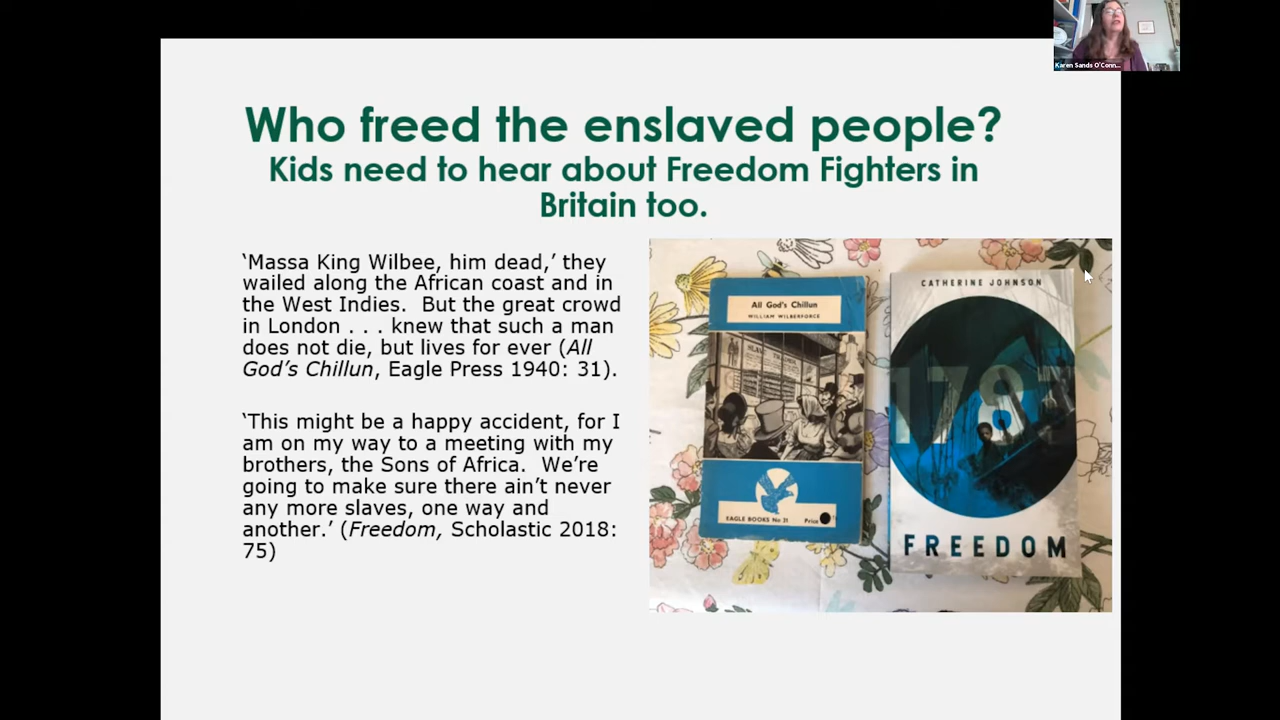 Karen Sands O'Conn...
Who freed the enslaved people?
Kids need to hear about Freedom Fighters in
Britain too.
‘Massa King Wilbee, him dead,’ they
wailed along the African coast and in
the West Indies.  But the great crowd
in London . . . knew that such a man
does not die, but lives for ever (All
God’s Chillun, Eagle Press 1940: 31).
‘This might be a happy accident, for I
am on my way to a meeting with my
brothers, the Sons of Africa.  We’re
going to make sure there ain’t never
any more slaves, one way and
another.’ (Freedom, Scholastic 2018:
75)
All God's Chillun
WILLIAM WILBERFORCE
EAGLE BOOKS No 31
Price
CATHERINE JOHNSON
1787
FREEDOM